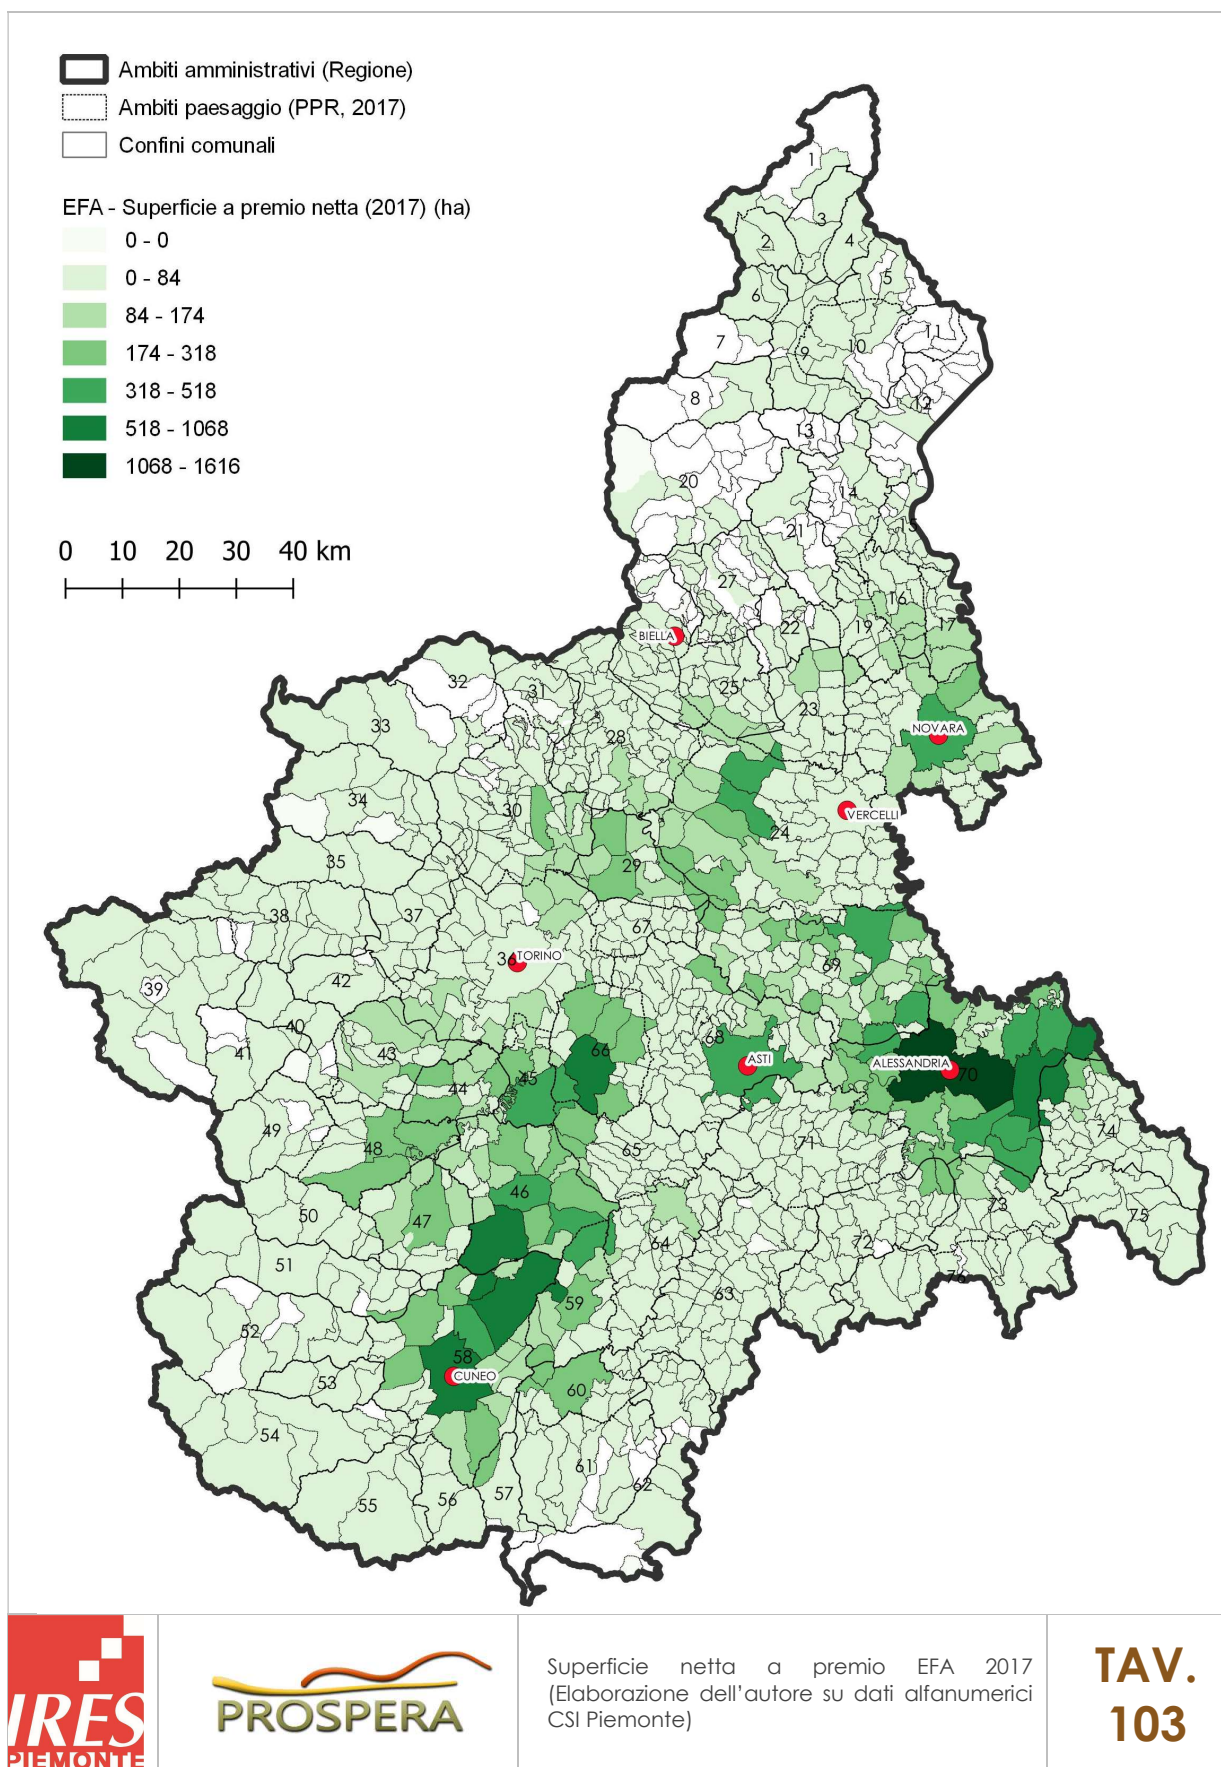 Ambiti amministrativi (Regione)
Ambiti paesaggio (PPR, 2017)
Confini comunali
EFA - Superficie a premio netta (2017) (ha)
0 - 0
0 - 84
84 - 174
174 - 318
318 - 518
518 - 1068
1068 - 1616
0 10 20 30 40 km
1
3
2
4
5
6
11
7
9
10
8
12
13
20
14
15
21
27
16
BIELLA
22
19
17
25
32
31
33
23
28
NOVARA
34
30
VERCELLI
24
35
29
38
37
67
36
TORINO
69
42
39
40
41
43
66
68
ASTI
ALESSANDRIA
70
44
45
49
48
65
71
74
46
50
47
64
73
75
72
51
76
63
59
52
58
CUNEO
53
60
54
61
62
55
56
57
IRES
PIEMONTE
PROSPERA
Superficie netta a premio EFA 2017
(Elaborazione dell'autore su dati alfanumerici
CSI Piemonte)
TAV.
103